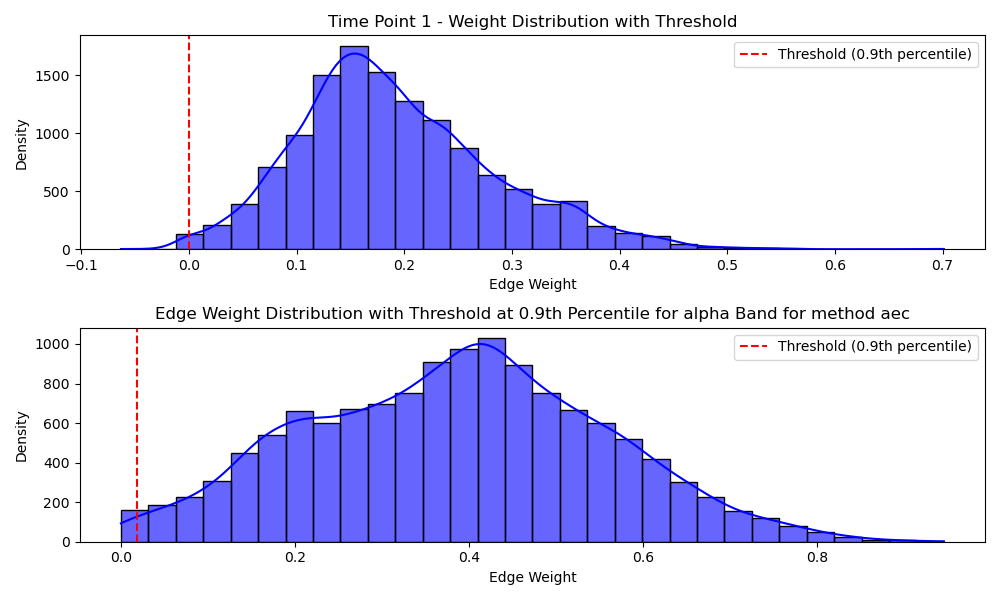 Time Point 1 - Weight Distribution with Threshold
Threshold (0.9th percentile)
Density
1500
1000
500
0
−0.1 0.0 0.1 0.2 0.3 0.4 0.5 0.6 0.7
Edge Weight
Edge Weight Distribution with Threshold at 0.9th Percentile for alpha Band for method aec
Threshold (0.9th percentile)
Density
1000
800
600
400
200
0
0.0 0.2 0.4 0.6 0.8
Edge Weight